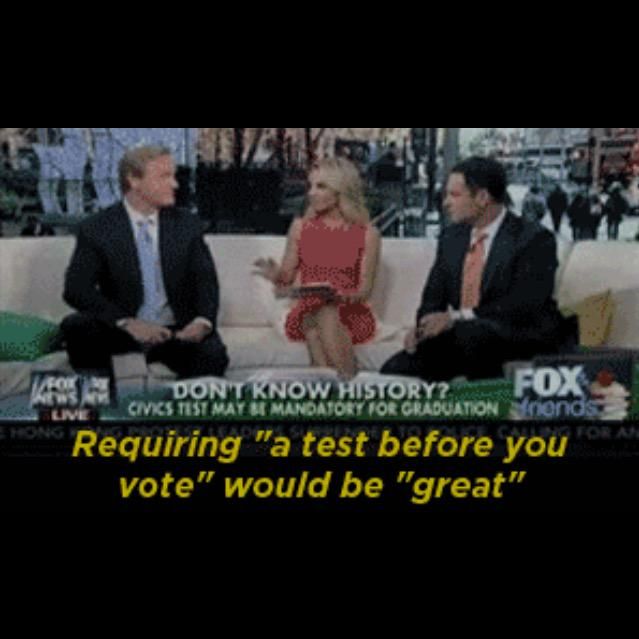 DON'T KNOW HISTORY?
FOX
NEWS
LIVE
CIVICS TEST MAY BE MANDATORY FOR GRADUATION
FOX
friends
HONG
Requiring "a test before you
vote" would be "great"